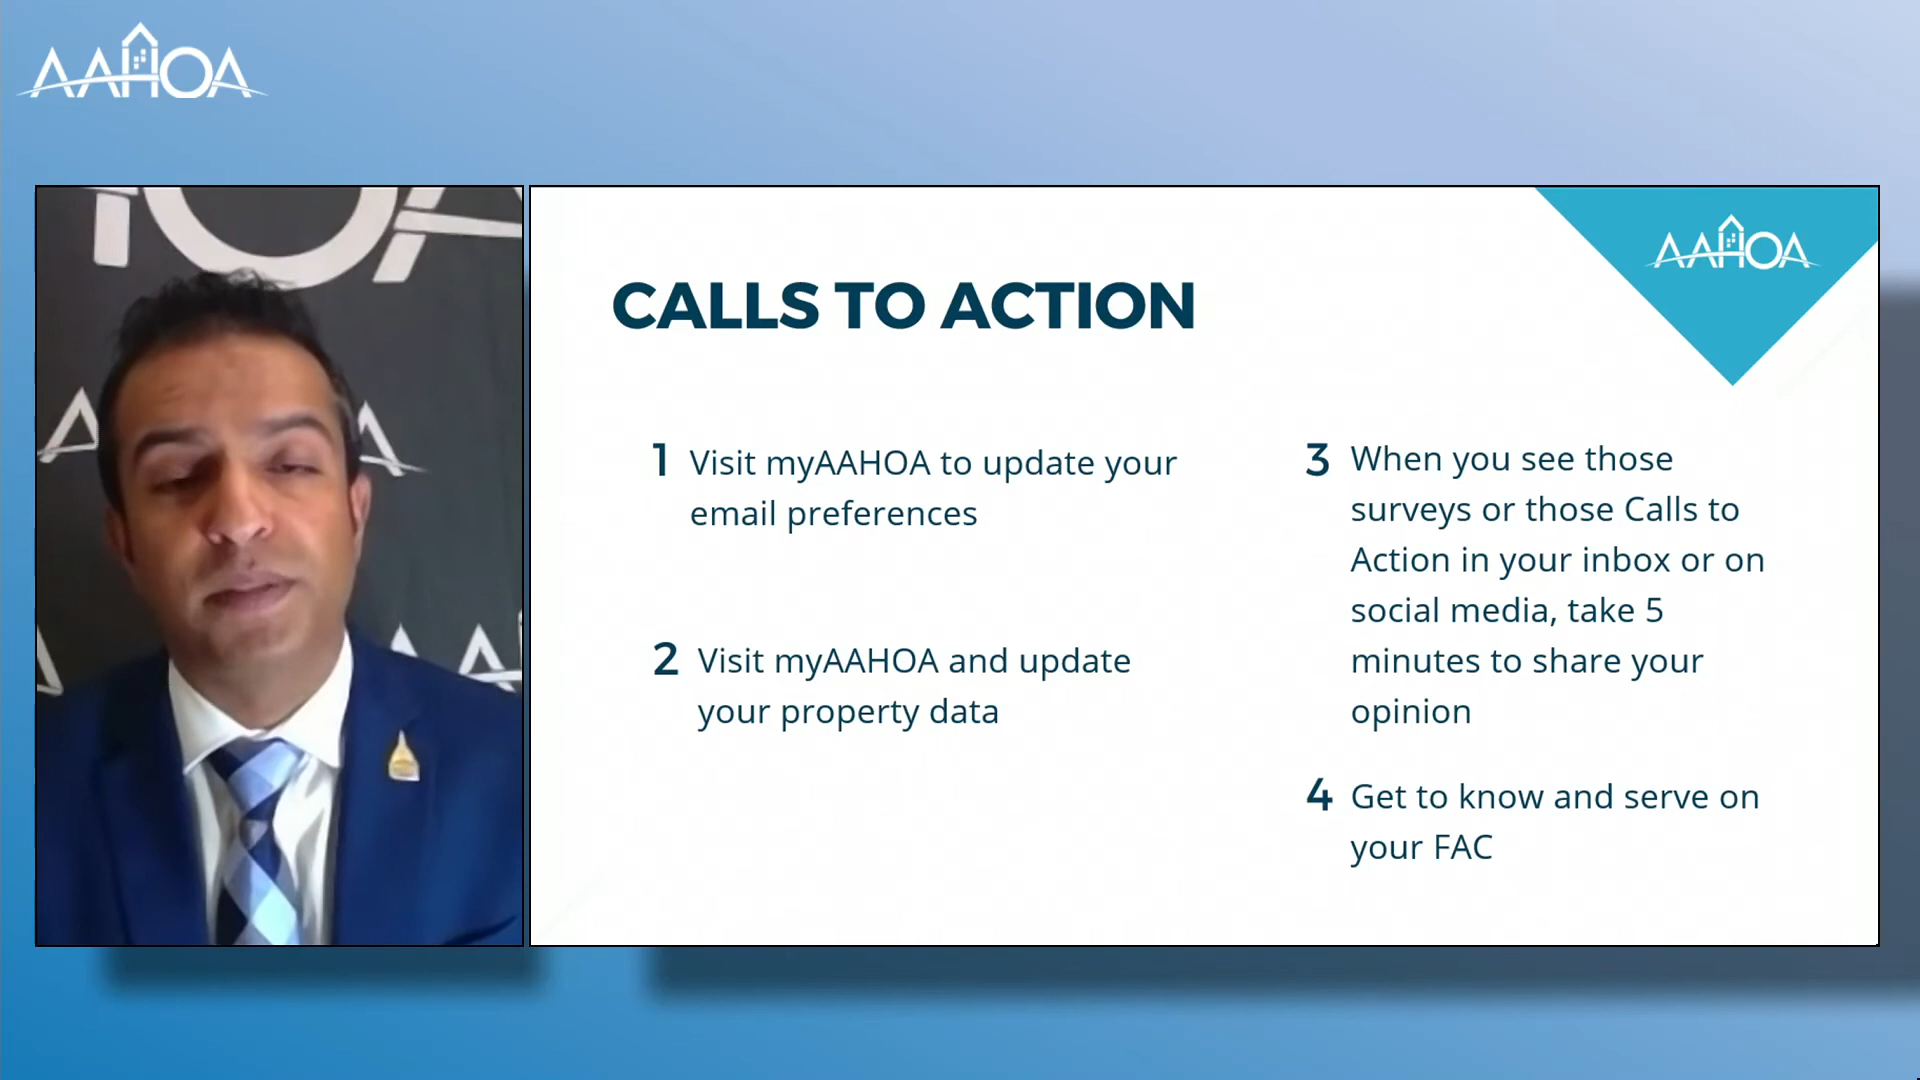 AAHOA
OA
A A
A
AA
AAHOA
CALLS TO ACTION
1 Visit myAAHOA to update your
email preferences
2 Visit myAAHOA and update
your property data
3 When you see those
surveys or those Calls to
Action in your inbox or on
social media, take 5
minutes to share your
opinion
4 Get to know and serve on
your FAC